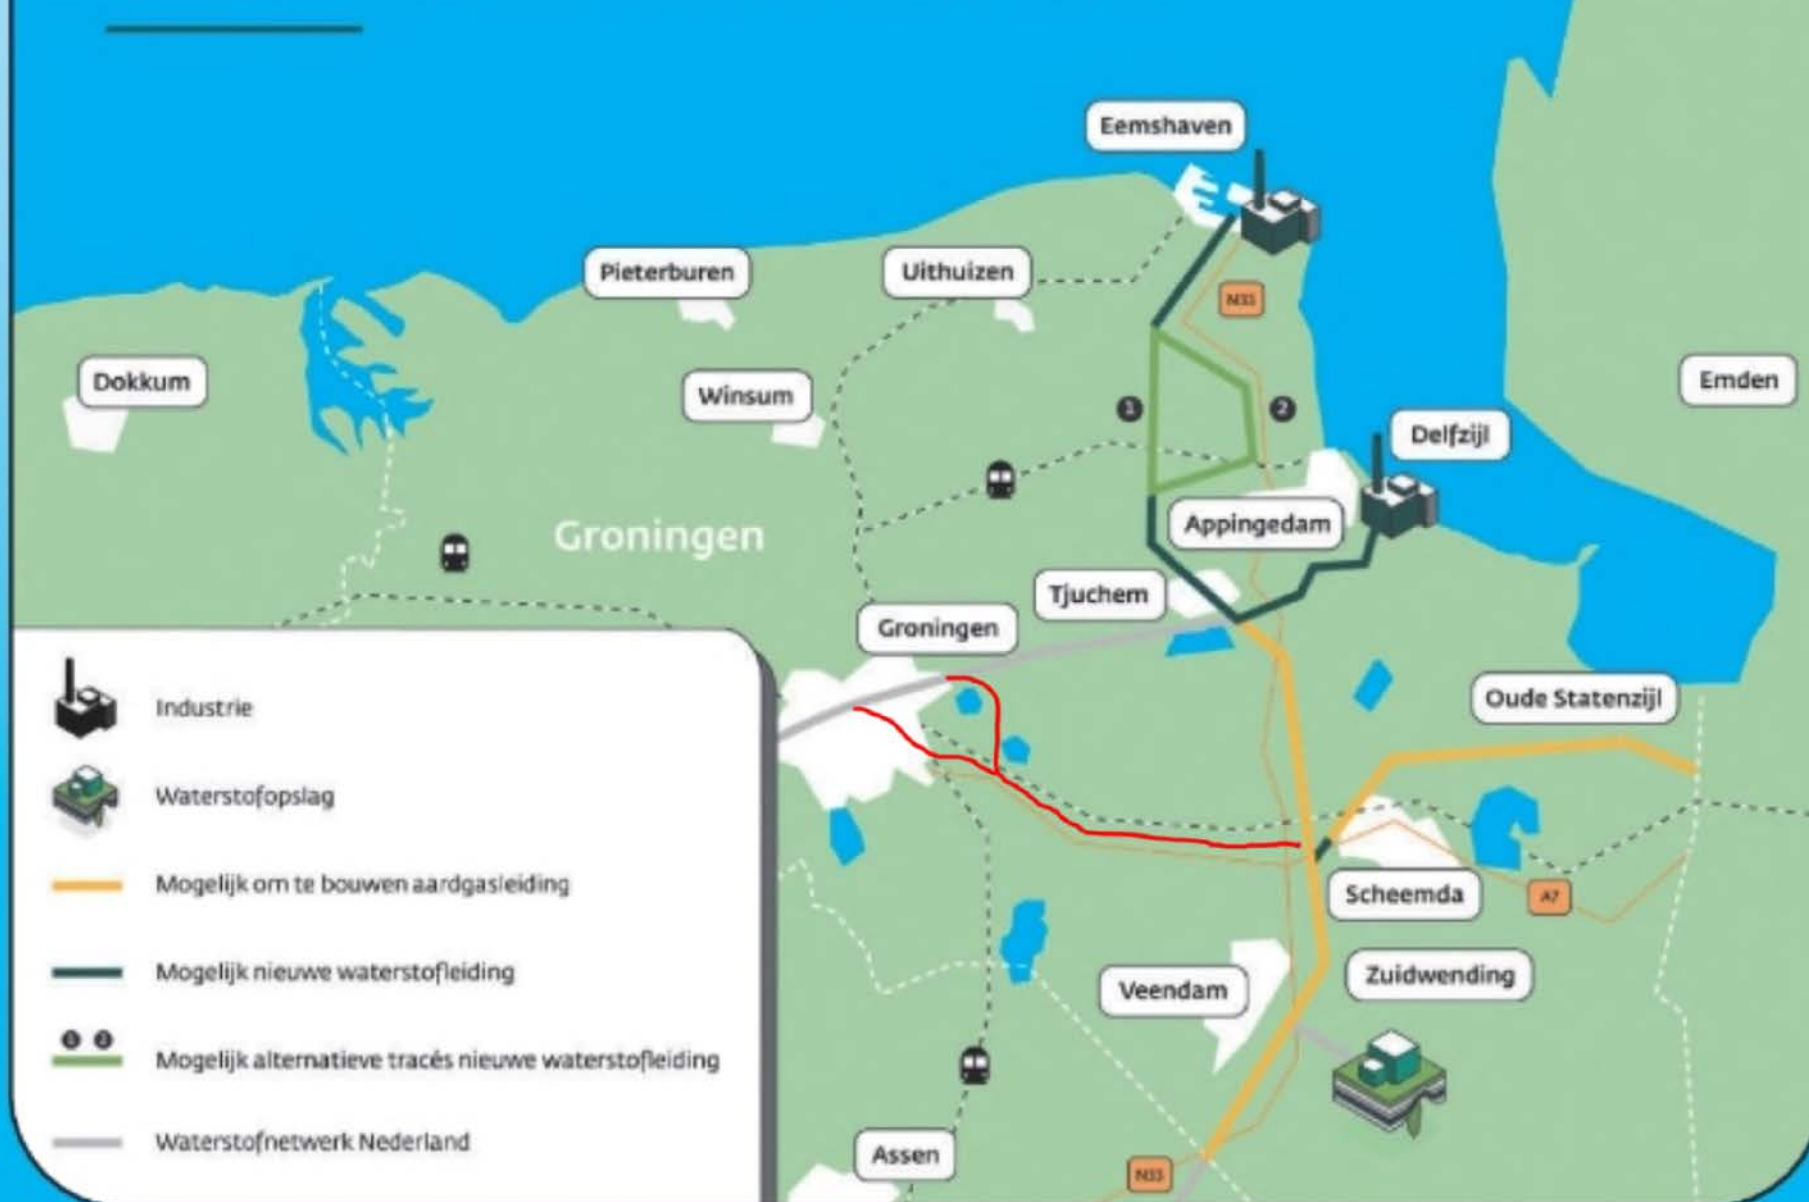 Eemshaven
Pieterburen
Uithuizen
N33
Dokkum
Winsum
Emden
1
2
Delfzijl
Groningen
Appingedam
Tjuchem
Groningen
Oude Statenzijl
Industrie
Waterstofopslag
Mogelijk om te bouwen aardgasleiding
Scheemda
A7
Mogelijk nieuwe waterstofleiding
Veendam
Zuidwending
1 2
Mogelijk alternatieve tracés nieuwe waterstofleiding
Waterstofnetwerk Nederland
Assen
N33